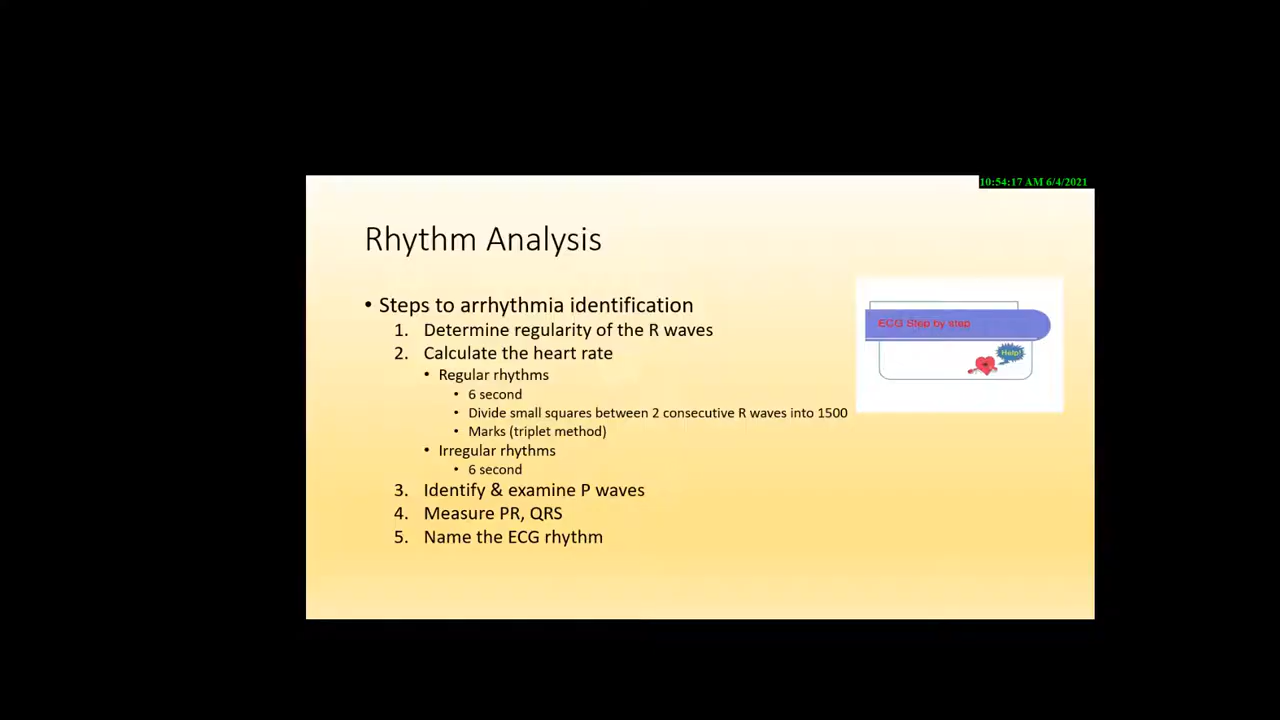 10:54:17 AM 6/4/2021
Rhythm Analysis
• Steps to arrhythmia identification
1. Determine regularity of the R waves
2. Calculate the heart rate
• Regular rhythms
• 6 second
• Divide small squares between 2 consecutive R waves into 1500
• Marks (triplet method)
• Irregular rhythms
• 6 second
3. Identify & examine P waves
4. Measure PR, QRS
5. Name the ECG rhythm
ECG Step by step
Help!